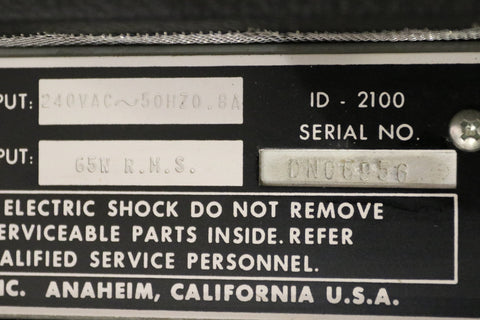 PUT: 240VAC~50HZ0.8A ID - 2100
SERIAL NO.
PUT: 65W R.M.S.
ELECTRIC SHOCK DO NOT REMOVE
ERVICEABLE PARTS INSIDE. REFER
ALIFIED SERVICE PERSONNEL.
C. ANAHEIM, CALIFORNIA U.S.A.